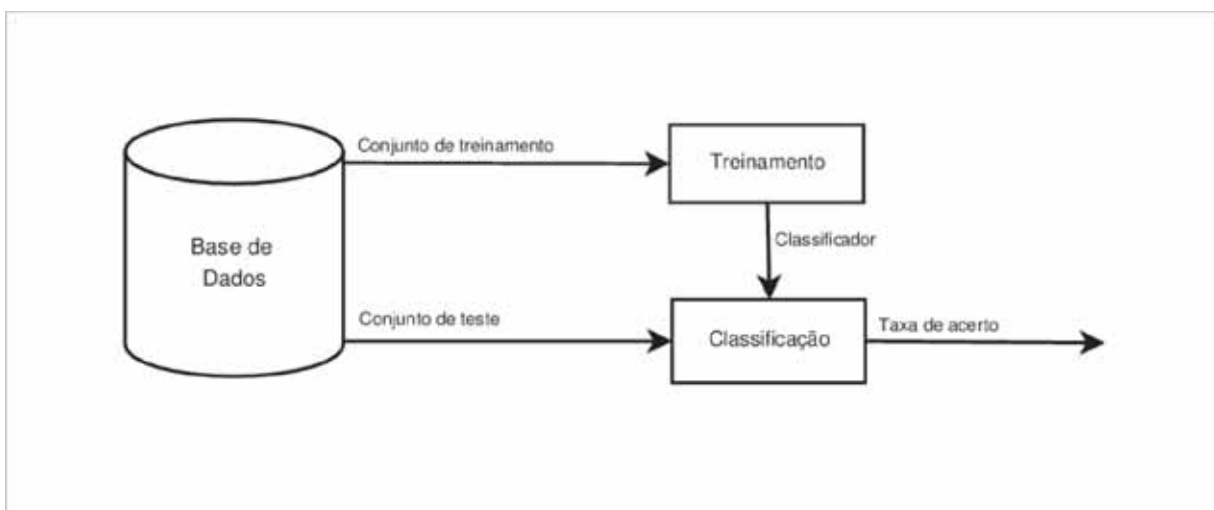 Conjunto de treinamento
Treinamento
Classificador
Base de
Dados
Conjunto de teste
Classificação
Taxa de acerto